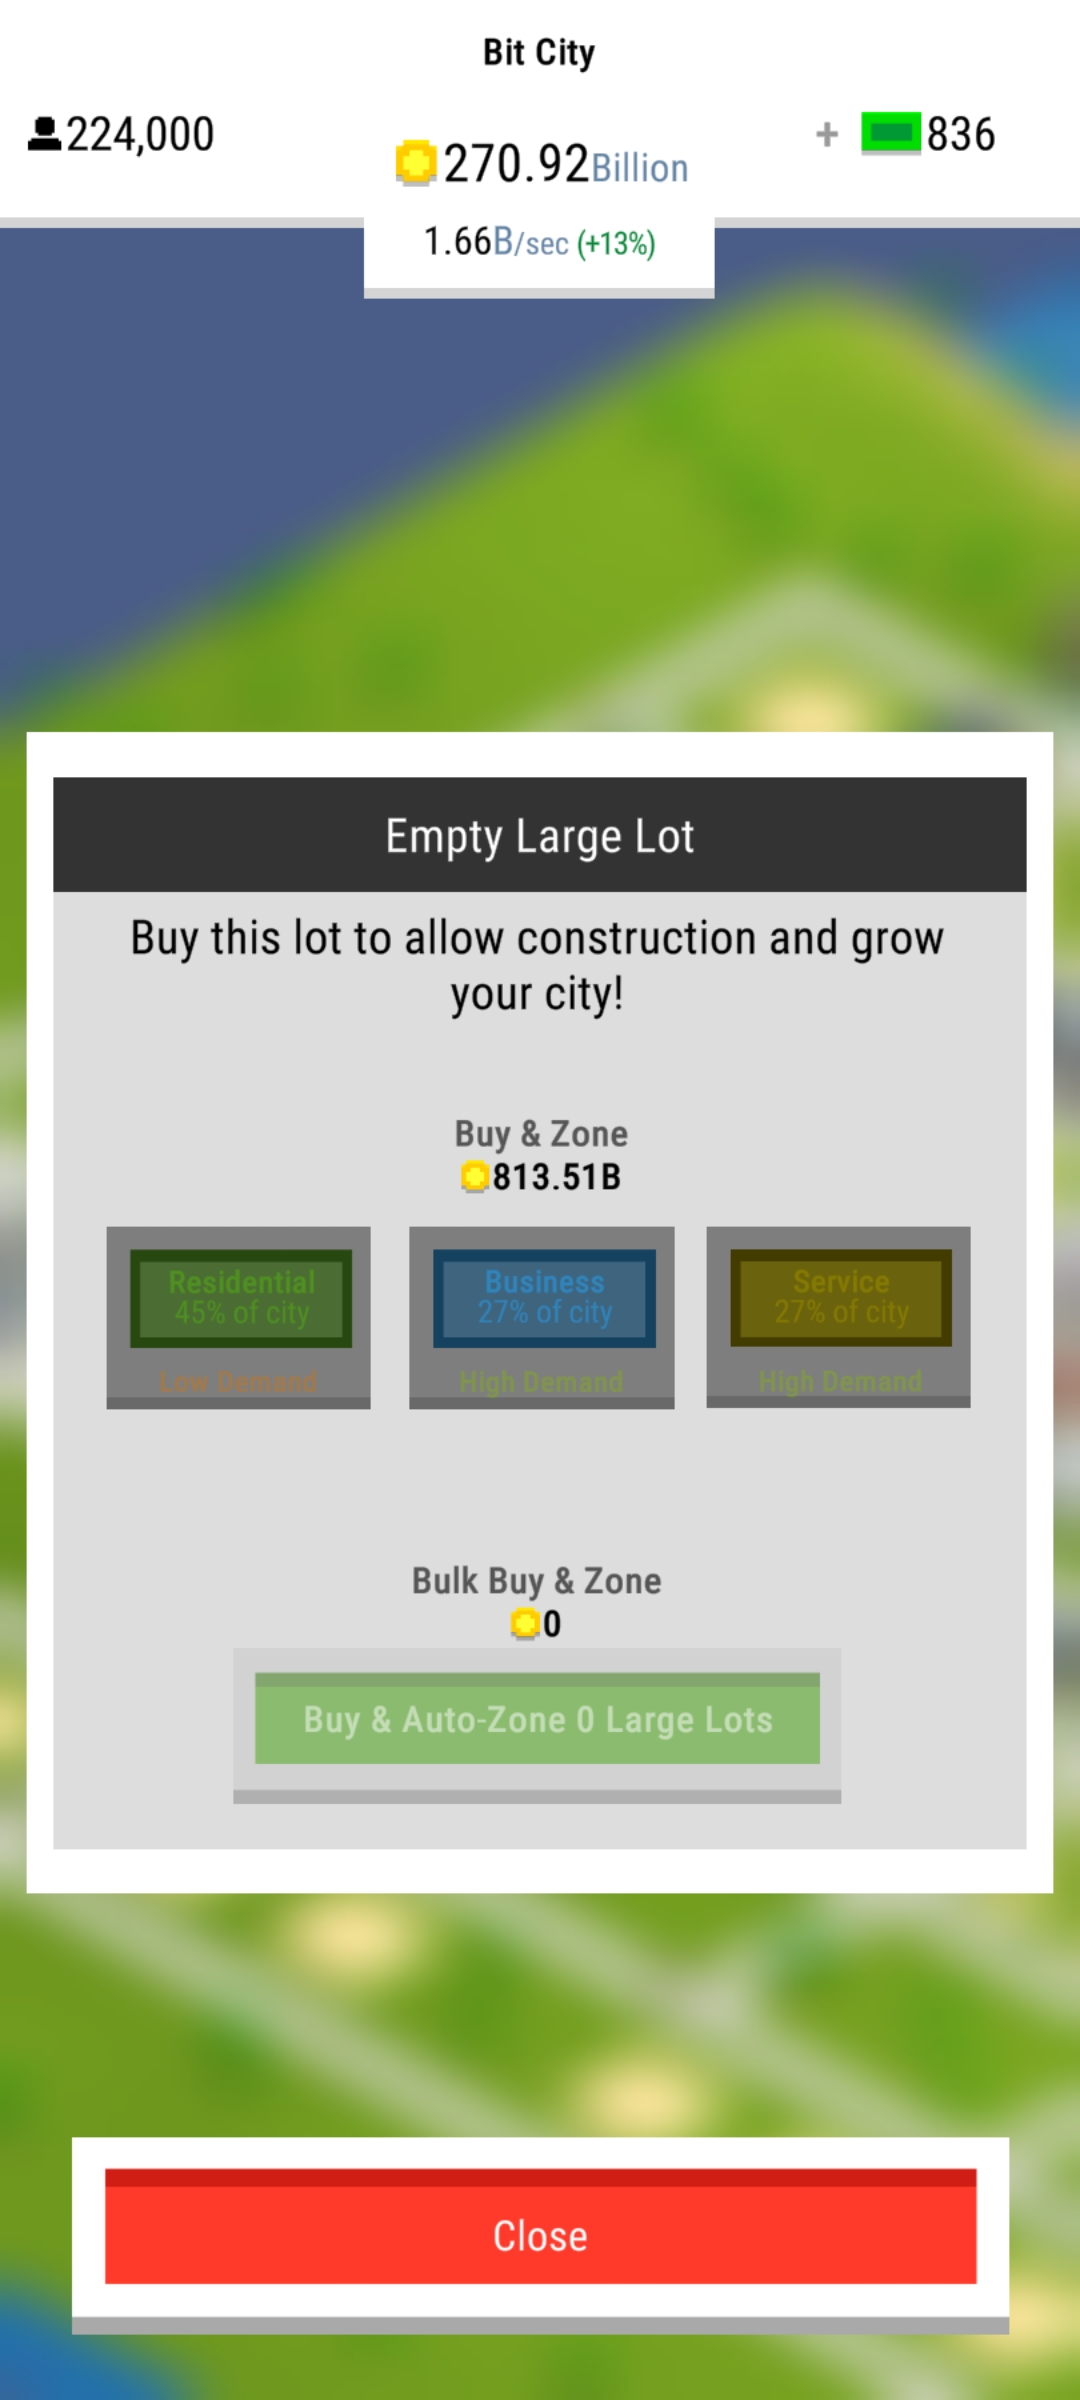 Bit City
224,000
270.92Billion
+ 836
1.66B/sec (+13%)
Empty Large Lot
Buy this lot to allow construction and grow
your city!
Buy & Zone
813.51B
Residential
45% of city
Low Demand
Business
27% of city
High Demand
Service
27% of city
High Demand
Bulk Buy & Zone
0
Buy & Auto-Zone 0 Large Lots
Close